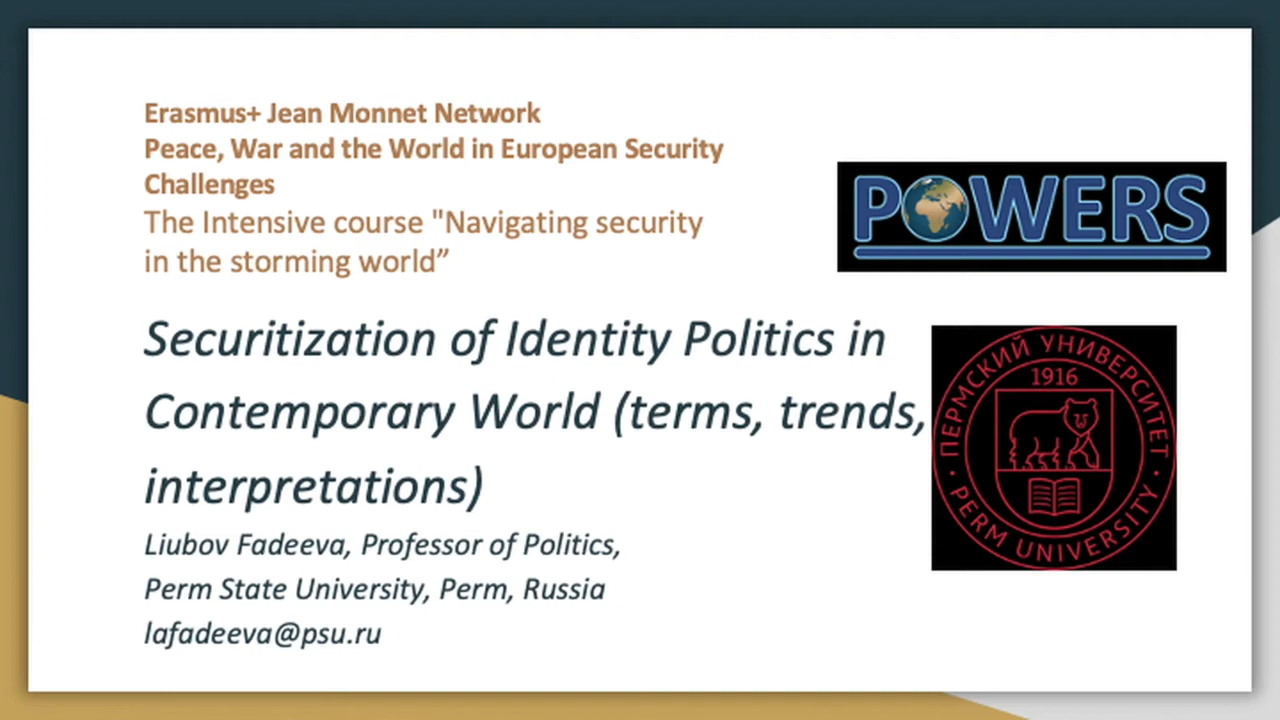 Erasmus+ Jean Monnet Network
Peace, War and the World in European Security
Challenges
The Intensive course "Navigating security
in the storming world”
POWERS
Securitization of Identity Politics in
Contemporary World (terms, trends,
interpretations)
ПЕРМСКИЙ УНИВЕРСИТЕТ
1916
PERM UNIVERSITY
Liubov Fadeeva, Professor of Politics,
Perm State University, Perm, Russia
lafadeeva@psu.ru